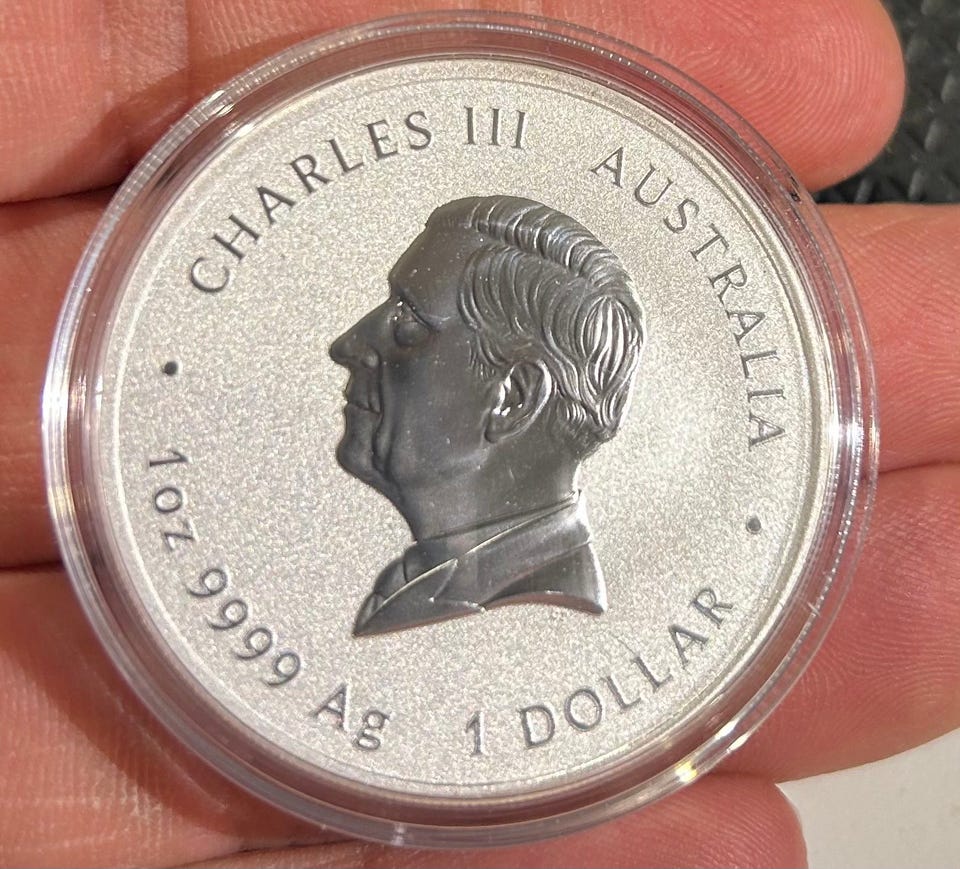 CHARLES III AUSTRALIA
1oz 9999 Ag 1 DOLLAR